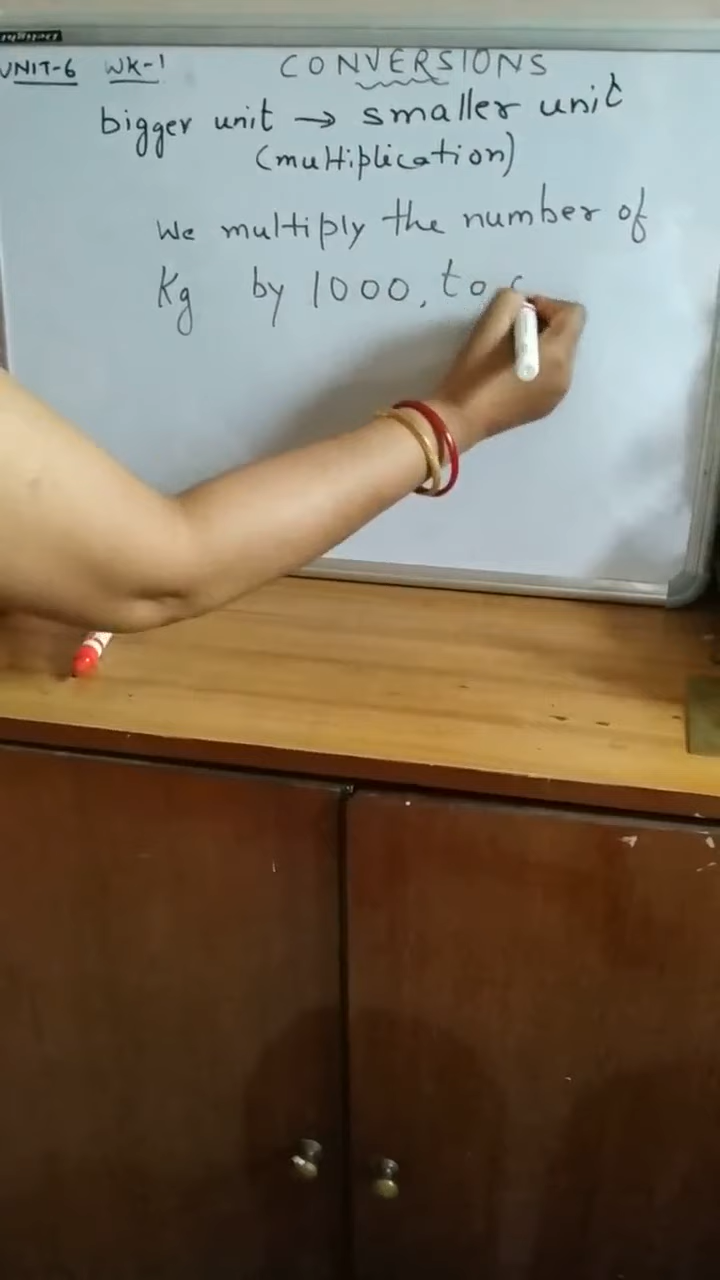 UNIT-6 WK-1 CONVERSIONS
bigger unit → smaller unit
(multiplication)
We multiply the number of
Kg by 1000, to